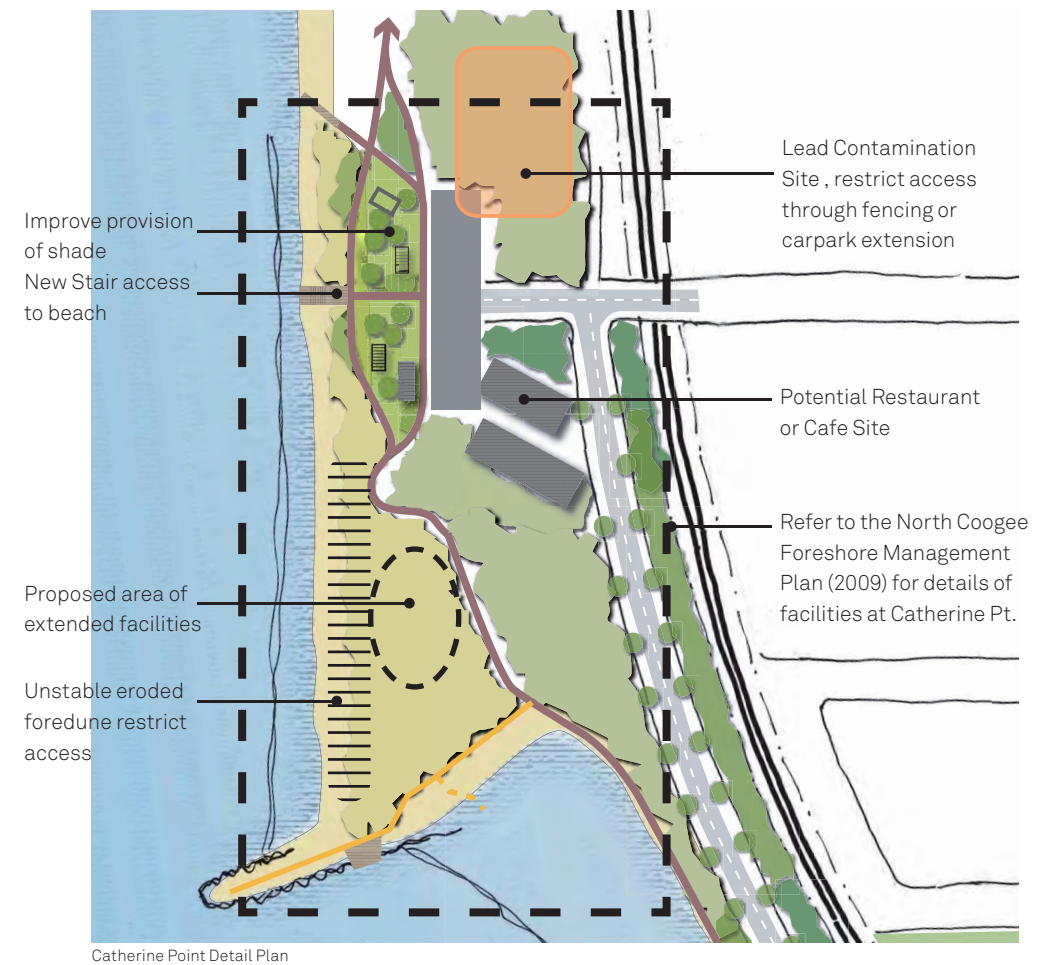 Lead Contamination
Site , restrict access
through fencing or
carpark extension
Improve provision
of shade
New Stair access
to beach
Potential Restaurant
or Cafe Site
Refer to the North Coogee
Foreshore Management
Plan (2009) for details of
facilities at Catherine Pt.
Proposed area of
extended facilities
Unstable eroded
foredune restrict
access
Catherine Point Detail Plan